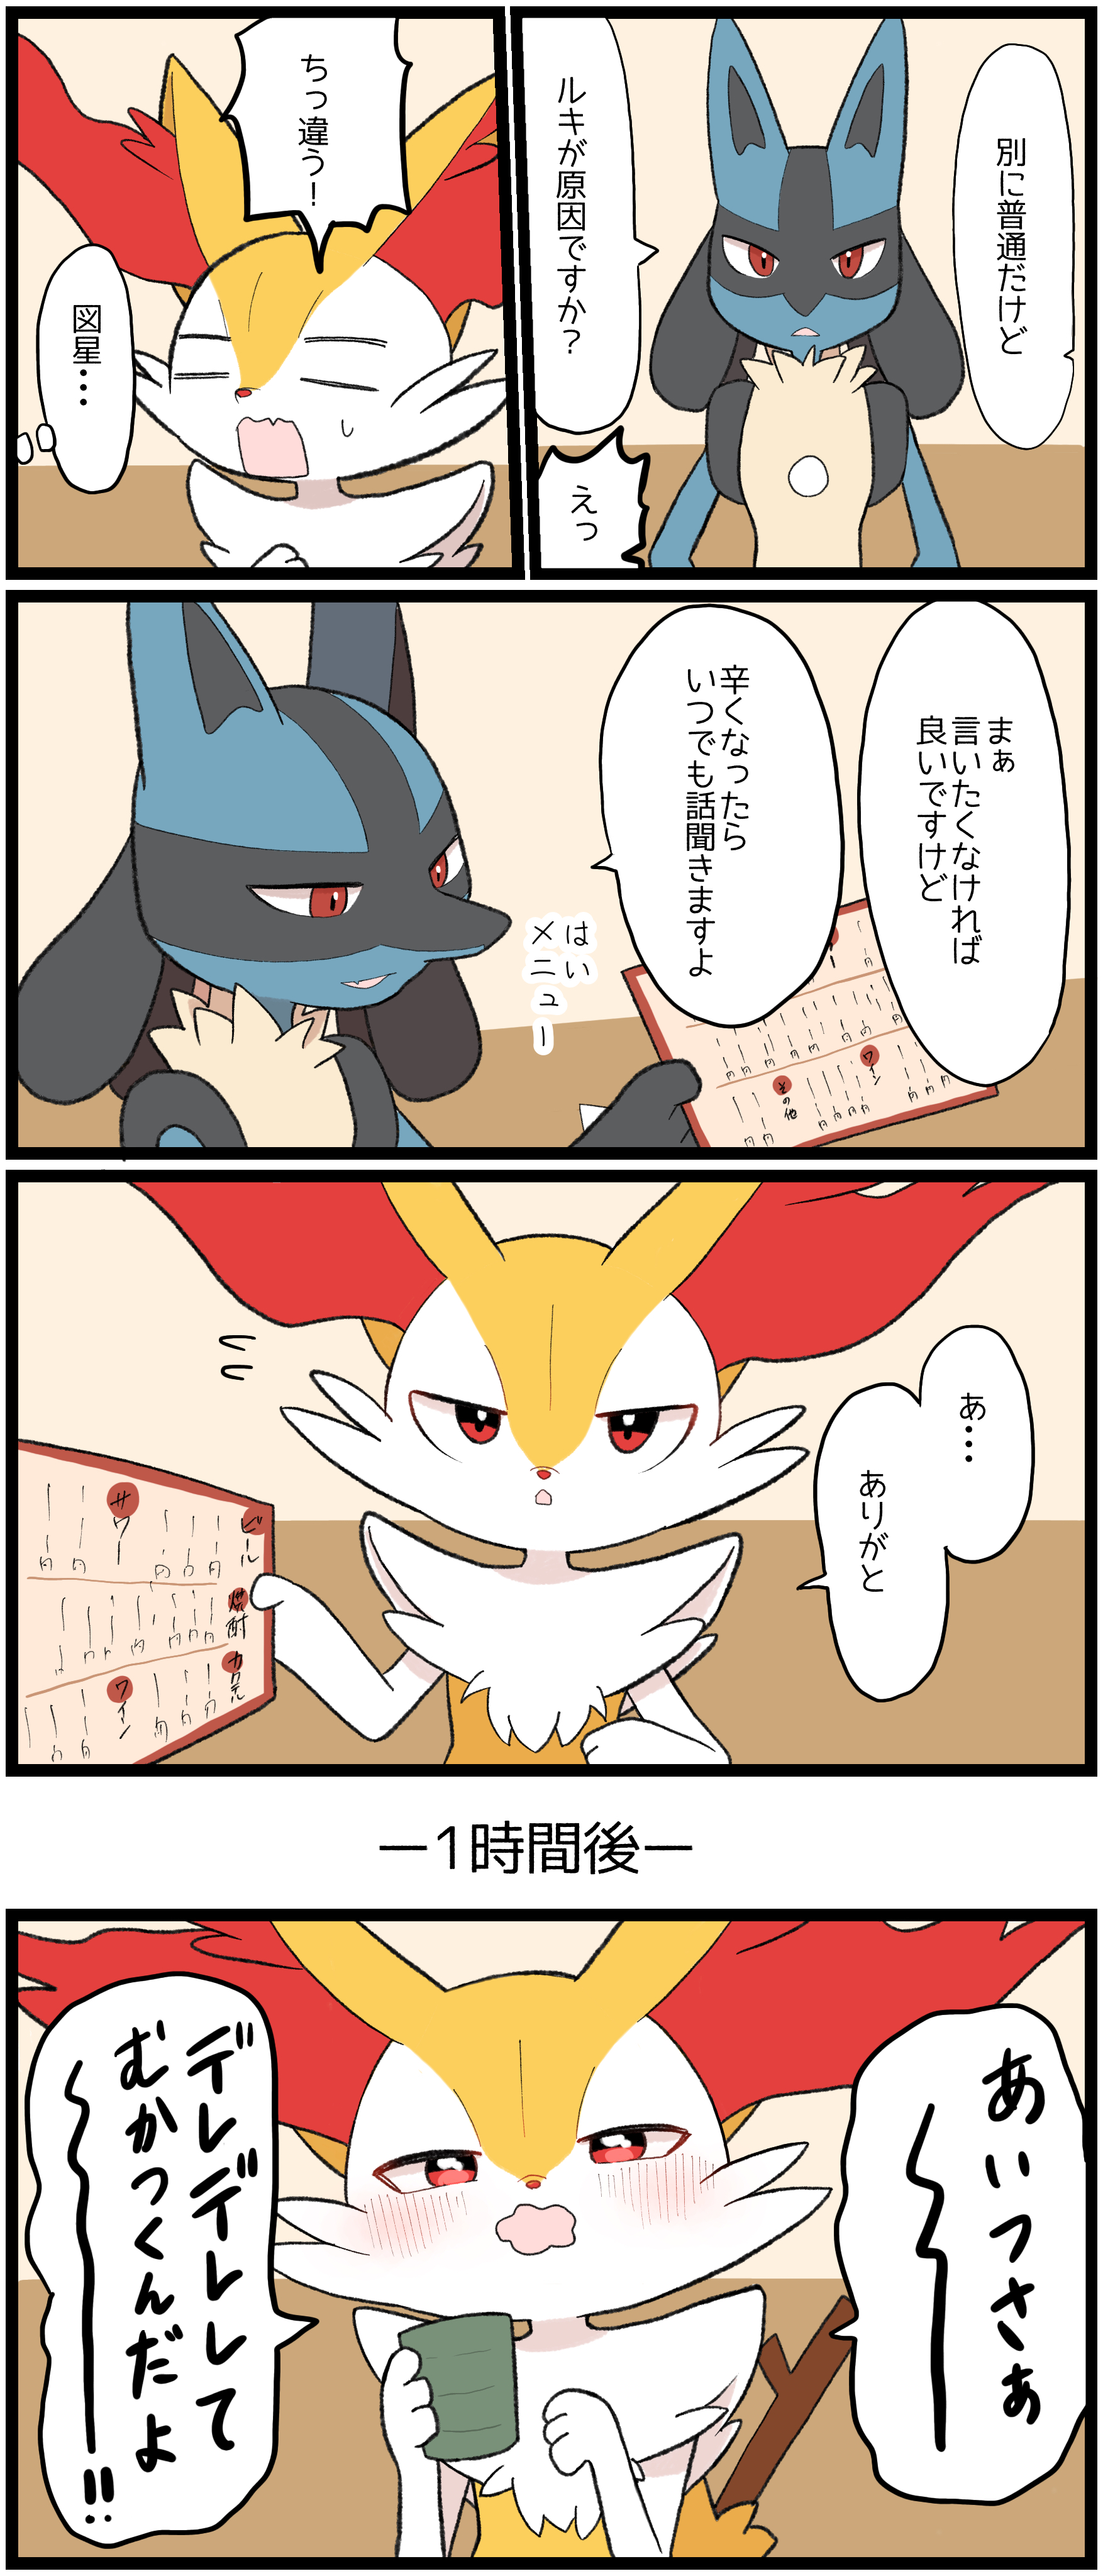 別に普通だけど
ルキが原因ですか？
えっ
ちっ違う！
図星…
まぁ
言いたくなければ
良いですけど
辛くなったら
いつでも話聞きますよ
はい
メニュー
ワイン
その他
あ…
ありがと
ビール
サワー
焼酎
カクテル
ワイン
ー1時間後ー
あいつさぁ〜
デレデレして
むかつくんだよ〜!!